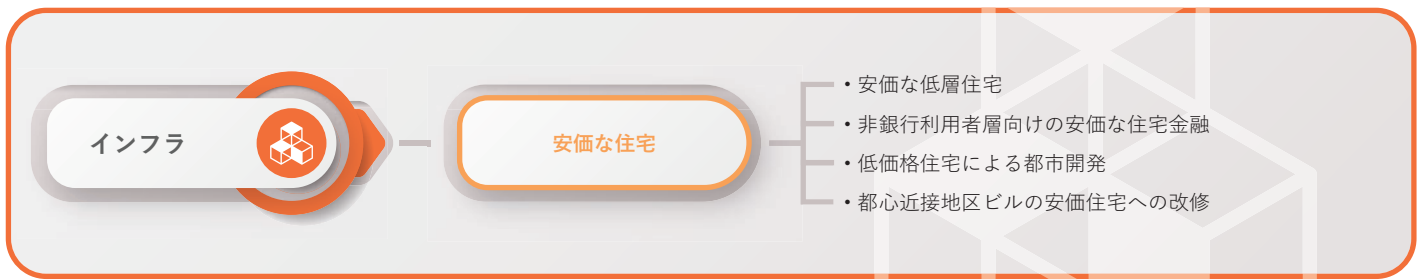 インフラ
安価な住宅
・安価な低層住宅
・非銀行利用者層向けの安価な住宅金融
・低価格住宅による都市開発
・都心近接地区ビルの安価住宅への改修